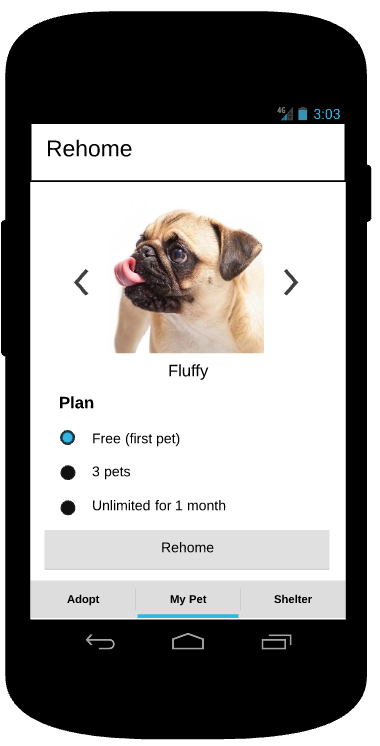 4G 3:03
Rehome
Fluffy
Plan
Free (first pet)
3 pets
Unlimited for 1 month
Rehome
Adopt My Pet Shelter